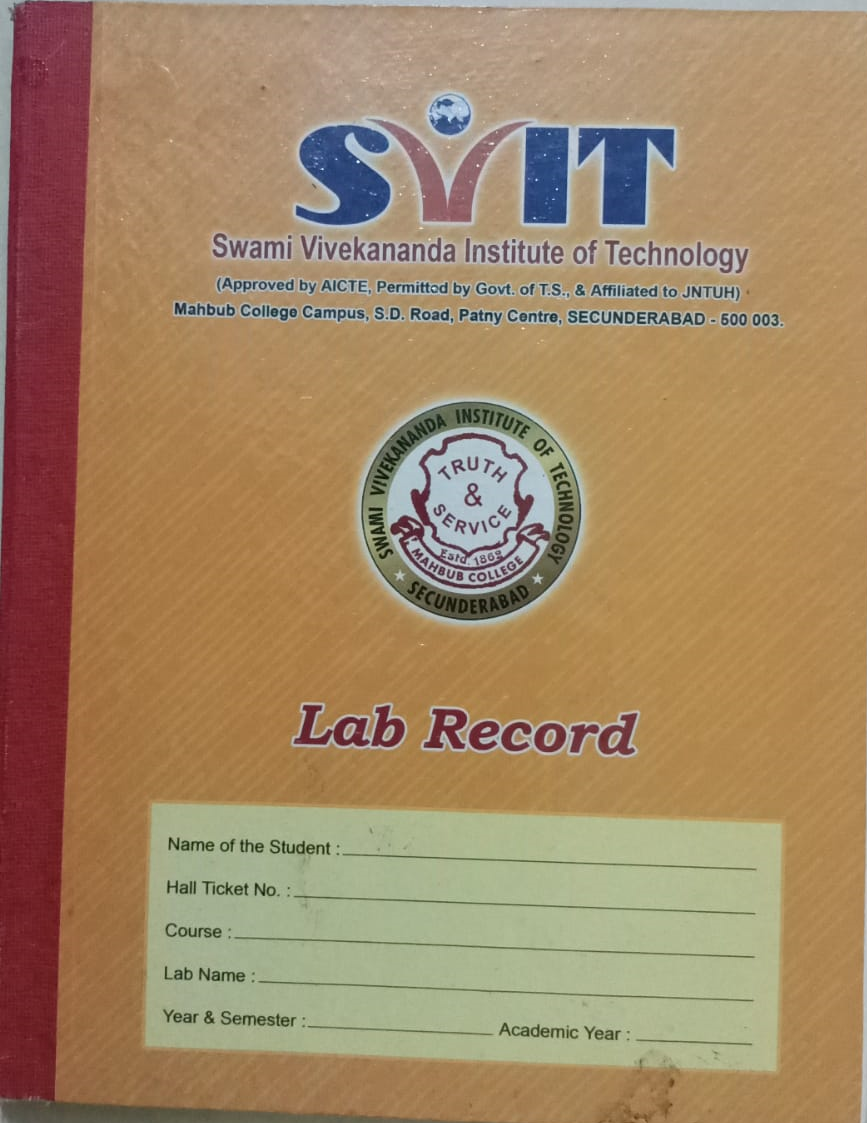 SVIT
Swami Vivekananda Institute of Technology
(Approved by AICTE, Permitted by Govt. of T.S., & Affiliated to JNTUH)
Mahbub College Campus, S.D. Road, Patny Centre, SECUNDERABAD - 500 003.
SWAMI VIVEKANANDA INSTITUTE OF TECHNOLOGY
TRUTH
&
SERVICE
Estd. 1862
MAHBUB COLLEGE
SECUNDERABAD
Lab Record
Name of the Student :
Hall Ticket No. :
Course :
Lab Name :
Year & Semester : Academic Year :